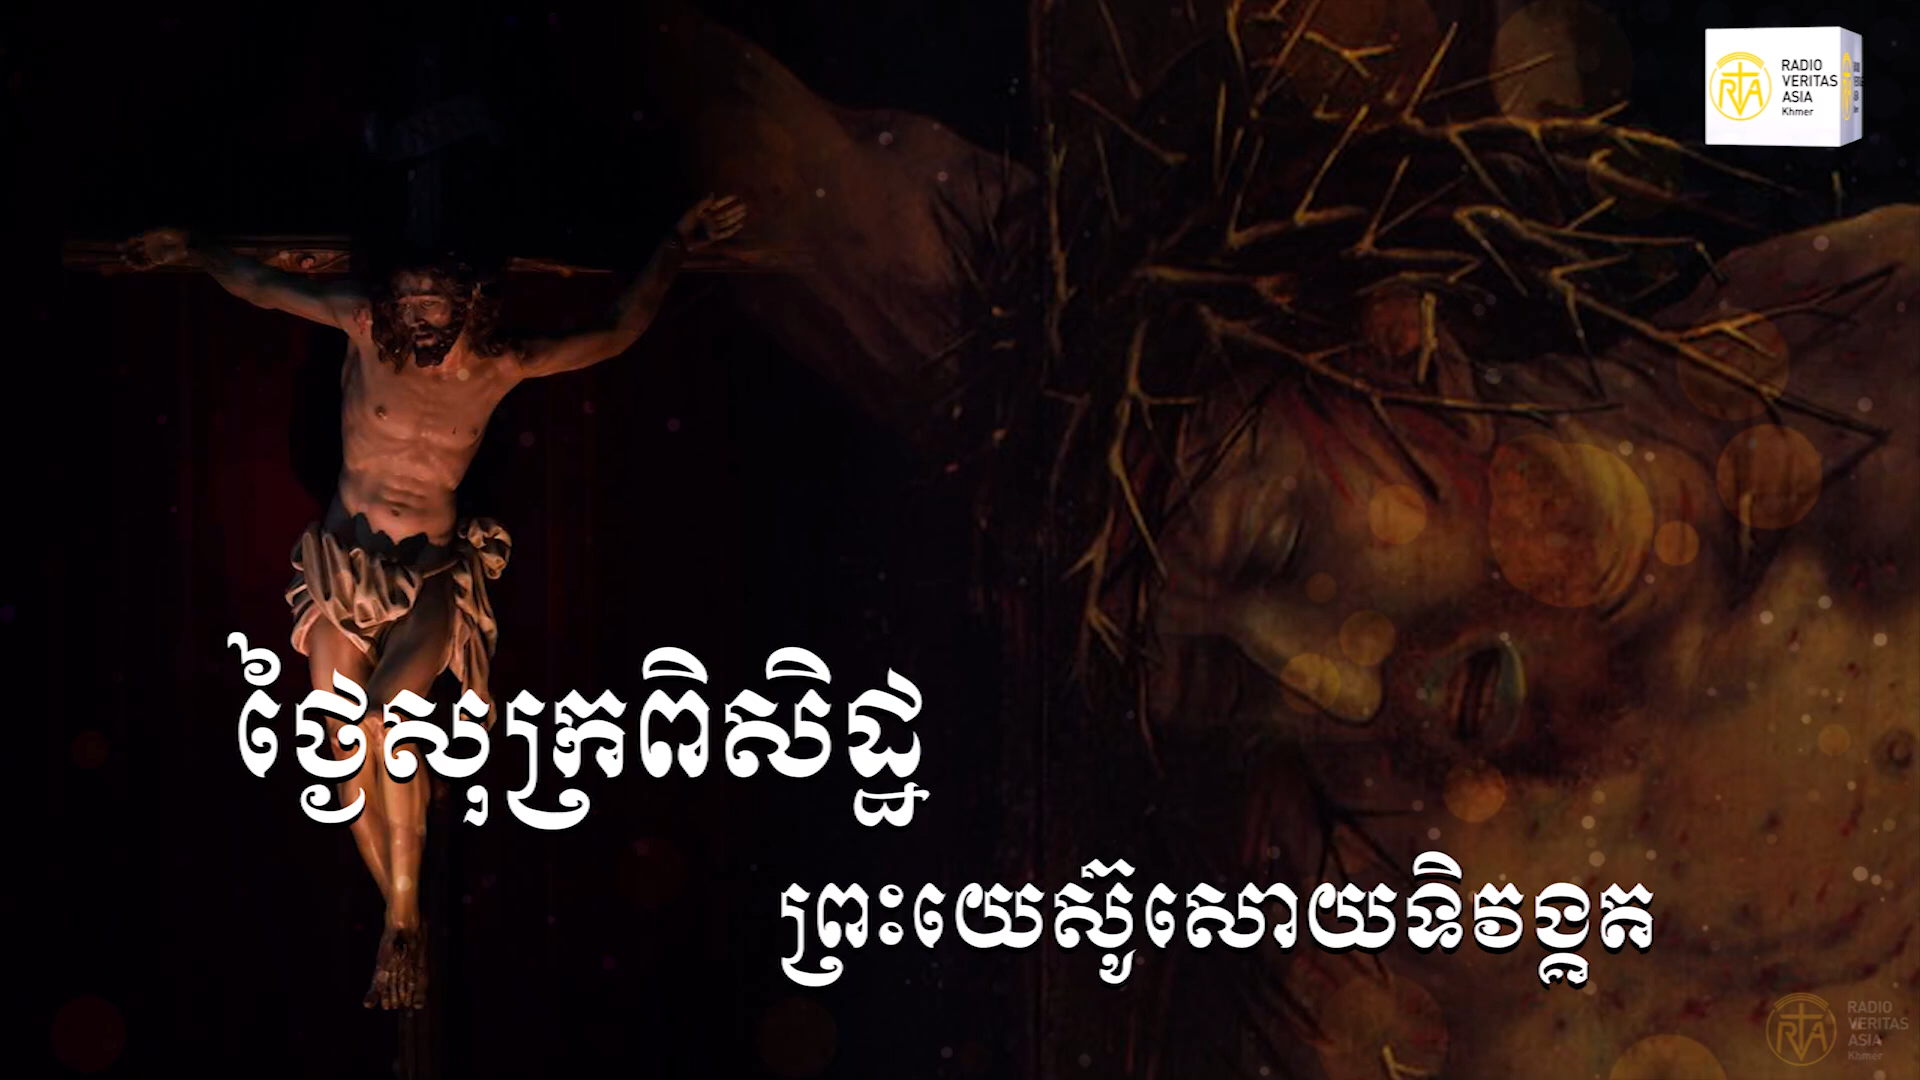 RADIO
VERITAS
ASIA
Khmer
ថ្ងៃសុក្រពិសិដ្ឋ
ព្រះយេស៊ូសោយទិវង្គត
RADIO
VERITAS
ASIA
Khmer